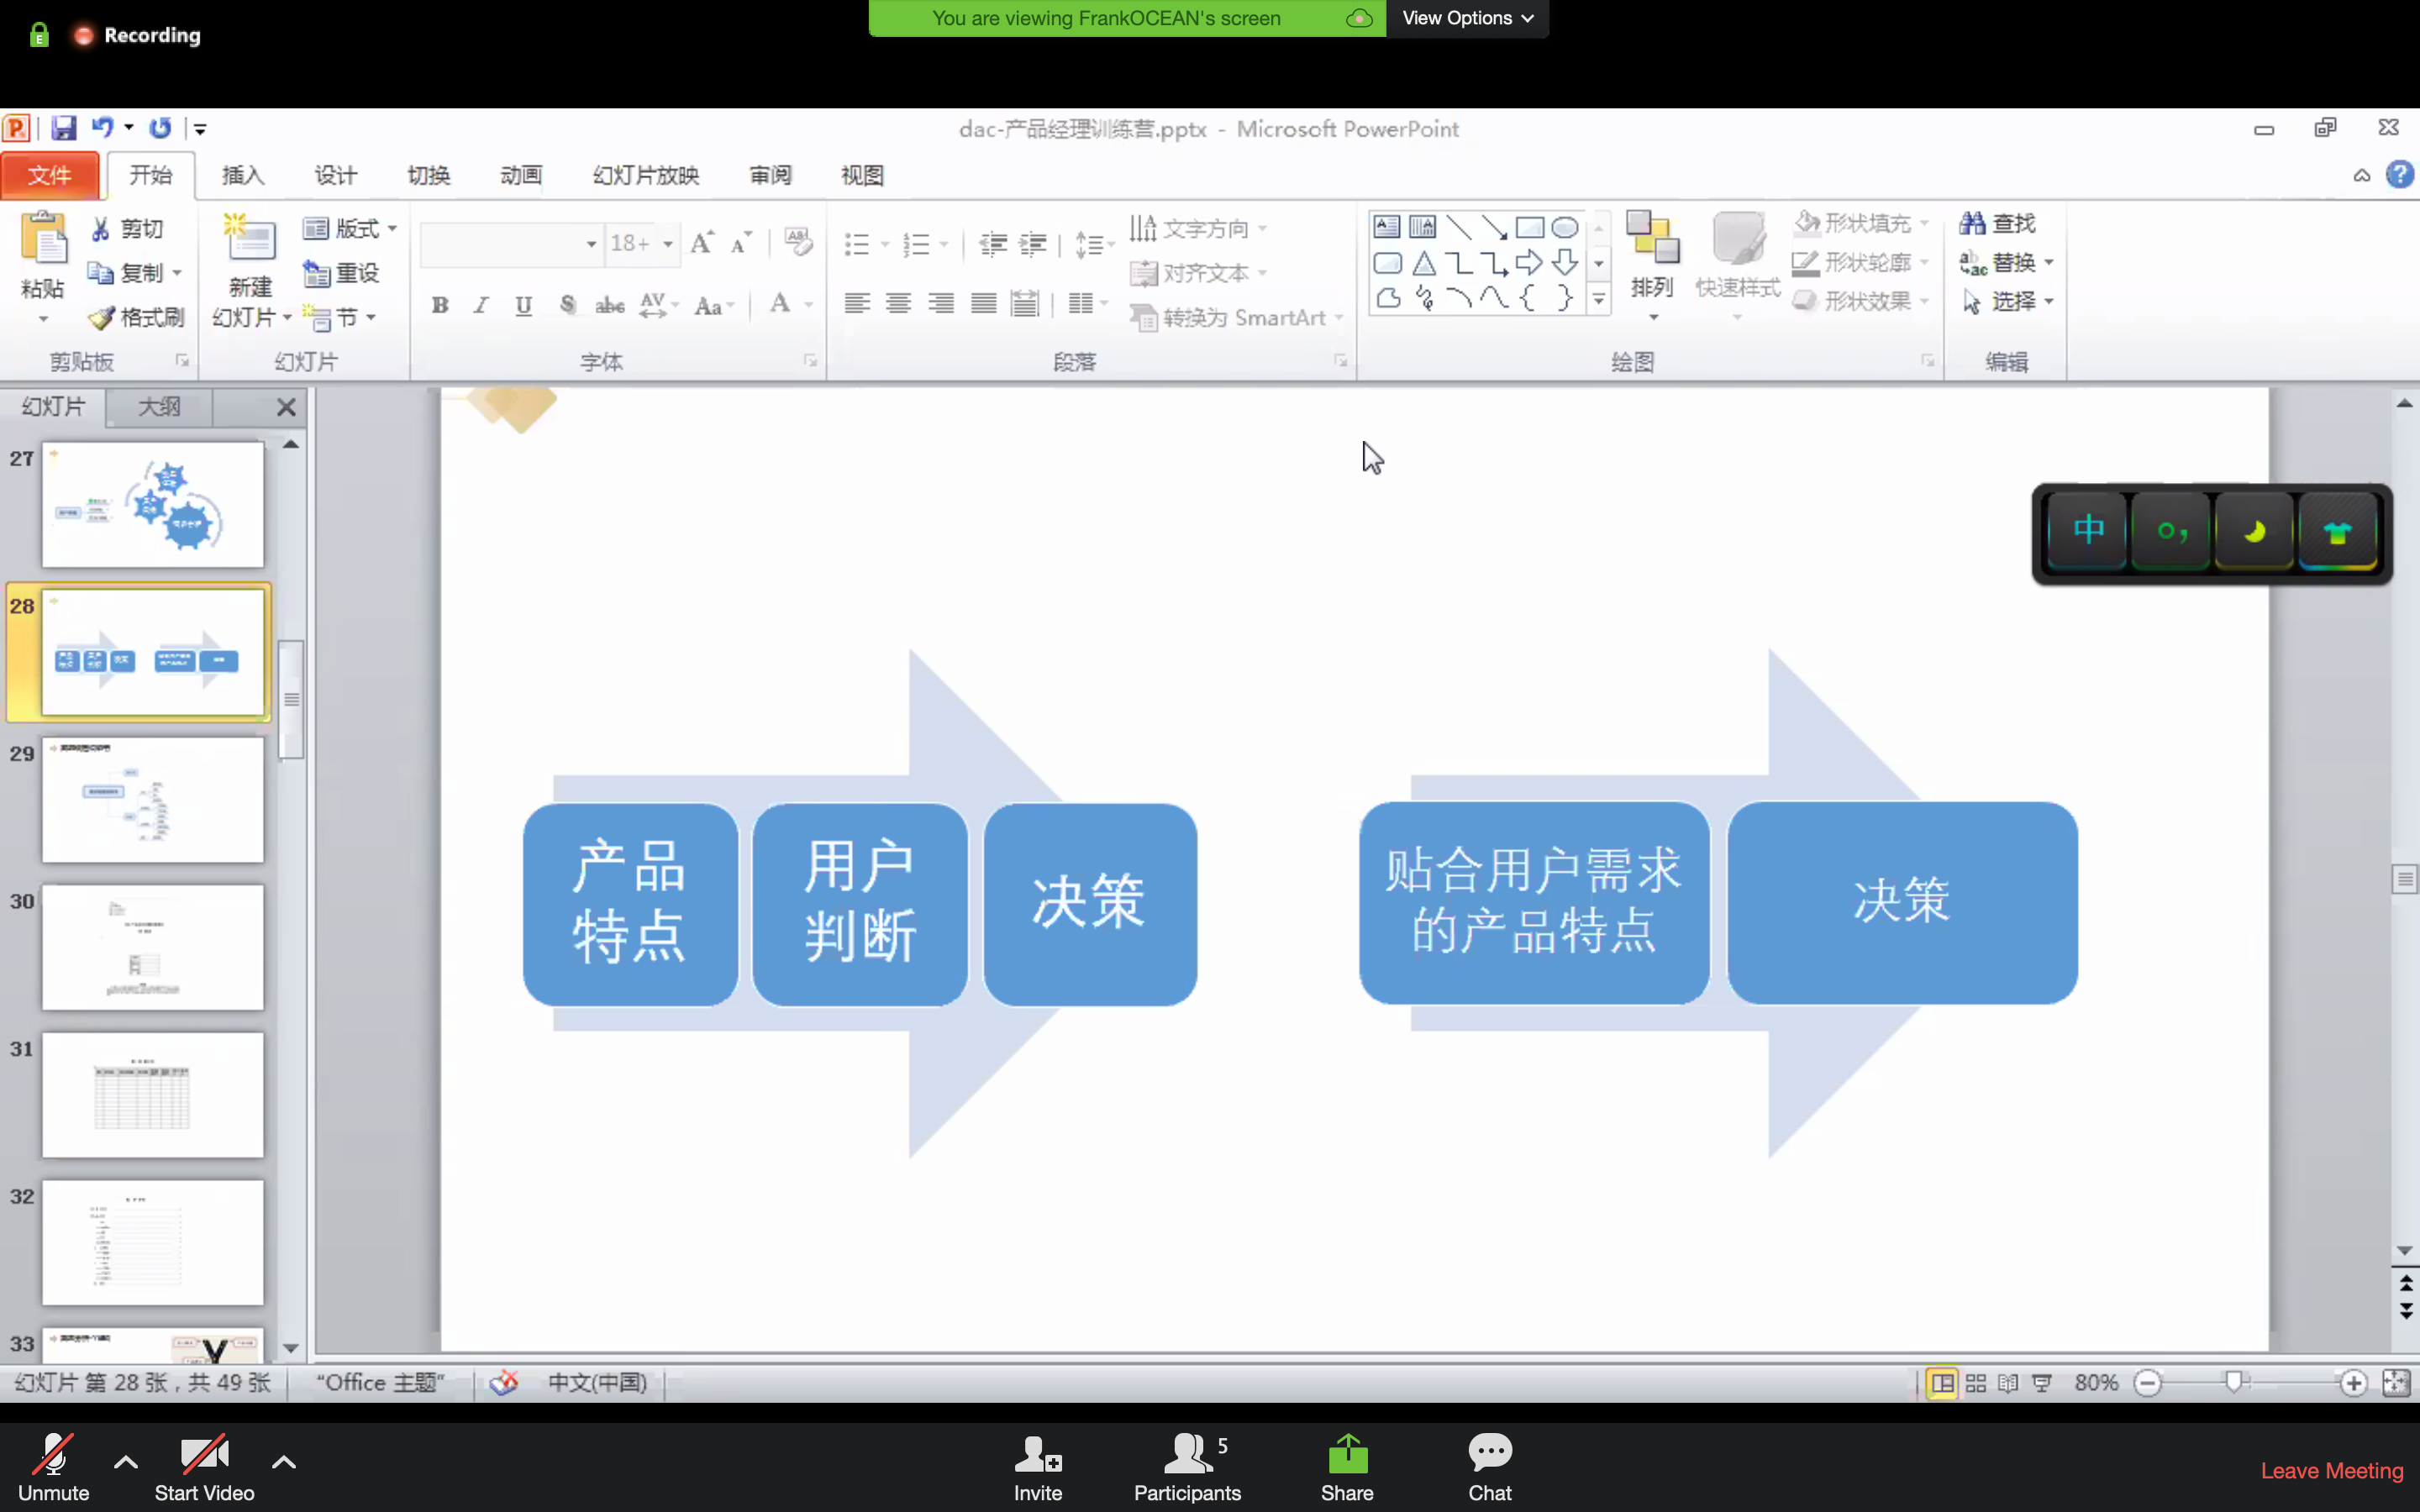 Recording
You are viewing FrankOCEAN's screen
View Options
dac-产品经理训练营.pptx - Microsoft PowerPoint
文件 开始 插入 设计 切换 动画 幻灯片放映 审阅 视图
粘贴
剪切
复制
格式刷
剪贴板
新建
幻灯片
版式
重设
节
幻灯片
18+
B I U S abc AV Aa A
字体
文字方向
对齐文本
转换为 SmartArt
段落
排列
快速样式
形状填充
形状轮廓
形状效果
绘图
查找
替换
选择
编辑
幻灯片 大纲
27
28
29
30
31
32
33
产品
特点
用户
判断
决策
贴合用户需求
的产品特点
决策
中
幻灯片 第 28 张，共 49 张
“Office 主题”
中文(中国)
80%
Unmute
Start Video
Invite
5
Participants
Share
Chat
Leave Meeting